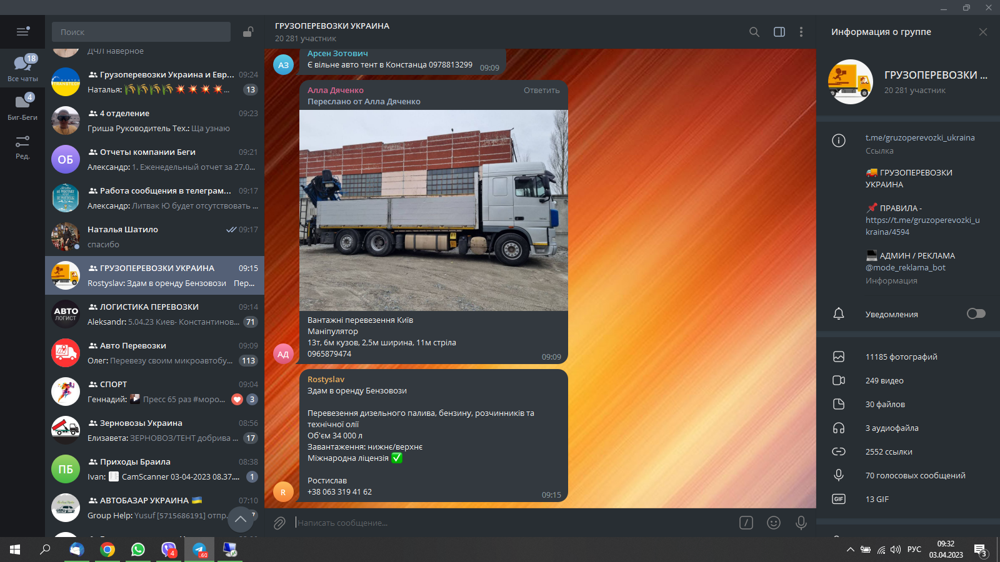 Поиск
18
Все чаты
4
Биг-Беги
Ред.
ДЧЛ наверное
Грузоперевозки Украина и Евр... 09:24
Наталья: 🌾🌾🌾🌾💥💥💥💥... 13
4 отделение 09:23
Гриша Руководитель Тех.: Ща узнаю
ОБ
Отчеты компании Беги 09:21
Александр: 1. Еженедельный отчет за 27.0...
Работа сообщения в телеграм... 09:17
Александр: Литвак Ю будет отсутствовать ...
Наталья Шатило 09:17
спасибо
ГРУЗОПЕРЕВОЗКИ УКРАИНА 09:15
Rostyslav: Здам в оренду Бензовози Пер...
АВТО
ЛОГИСТ
ЛОГИСТИКА ПЕРЕВОЗКИ 09:14
Aleksandr: 5.04.23 Киев- Константинов... 71
Авто Перевозки 09:09
Олег: Перевезу своим микроавтобу... 113
СПОРТ 09:04
Геннадий: Пресс 65 раз #моро... 3
Зерновозы Украина 08:56
Елизавета: ЗЕРНОВОЗ/ТЕНТ добрива ... 17
ПБ
Приходы Браила 08:38
Ivan: CamScanner 03-04-2023 08.37.... 1
АВТОБАЗАР УКРАИНА 🇺🇦 07:10
Group Help: Yusuf [5715686191] отпр.
ГРУЗОПЕРЕВОЗКИ УКРАИНА
20 281 участник
Арсен Зотович
АЗ
Є вільне авто тент в Констанца 0978813299 09:09
Алла Дяченко Ответить
Переслано от Алла Дяченко
Вантажні перевезення Київ
Маніпулятор
13т, 6м кузов, 2,5м ширина, 11м стріла
0965879474
АД
09:09
Rostyslav
Здам в оренду Бензовози
Перевезення дизельного палива, бензину, розчинників та
технічної олії
Об'єм 34 000 л
Завантаження: нижнє/верхнє
Міжнародна ліцензія ✅
Ростислав
+38 063 319 41 62
R
09:15
Написать сообщение...
Информация о группе
ГРУЗОПЕРЕВОЗКИ ...
20 281 участник
t.me/gruzoperevozki_ukraina
Ссылка
🚚 ГРУЗОПЕРЕВОЗКИ
УКРАИНА
📌 ПРАВИЛА -
https://t.me/gruzoperevozki_u
kraina/4594
💻 АДМИН / РЕКЛАМА
@mode_reklama_bot
Информация
Уведомления
11185 фотографий
249 видео
30 файлов
3 аудиофайла
2552 ссылки
70 голосовых сообщений
GIF
13 GIF
4
.60
РУС
09:32
03.04.2023
3